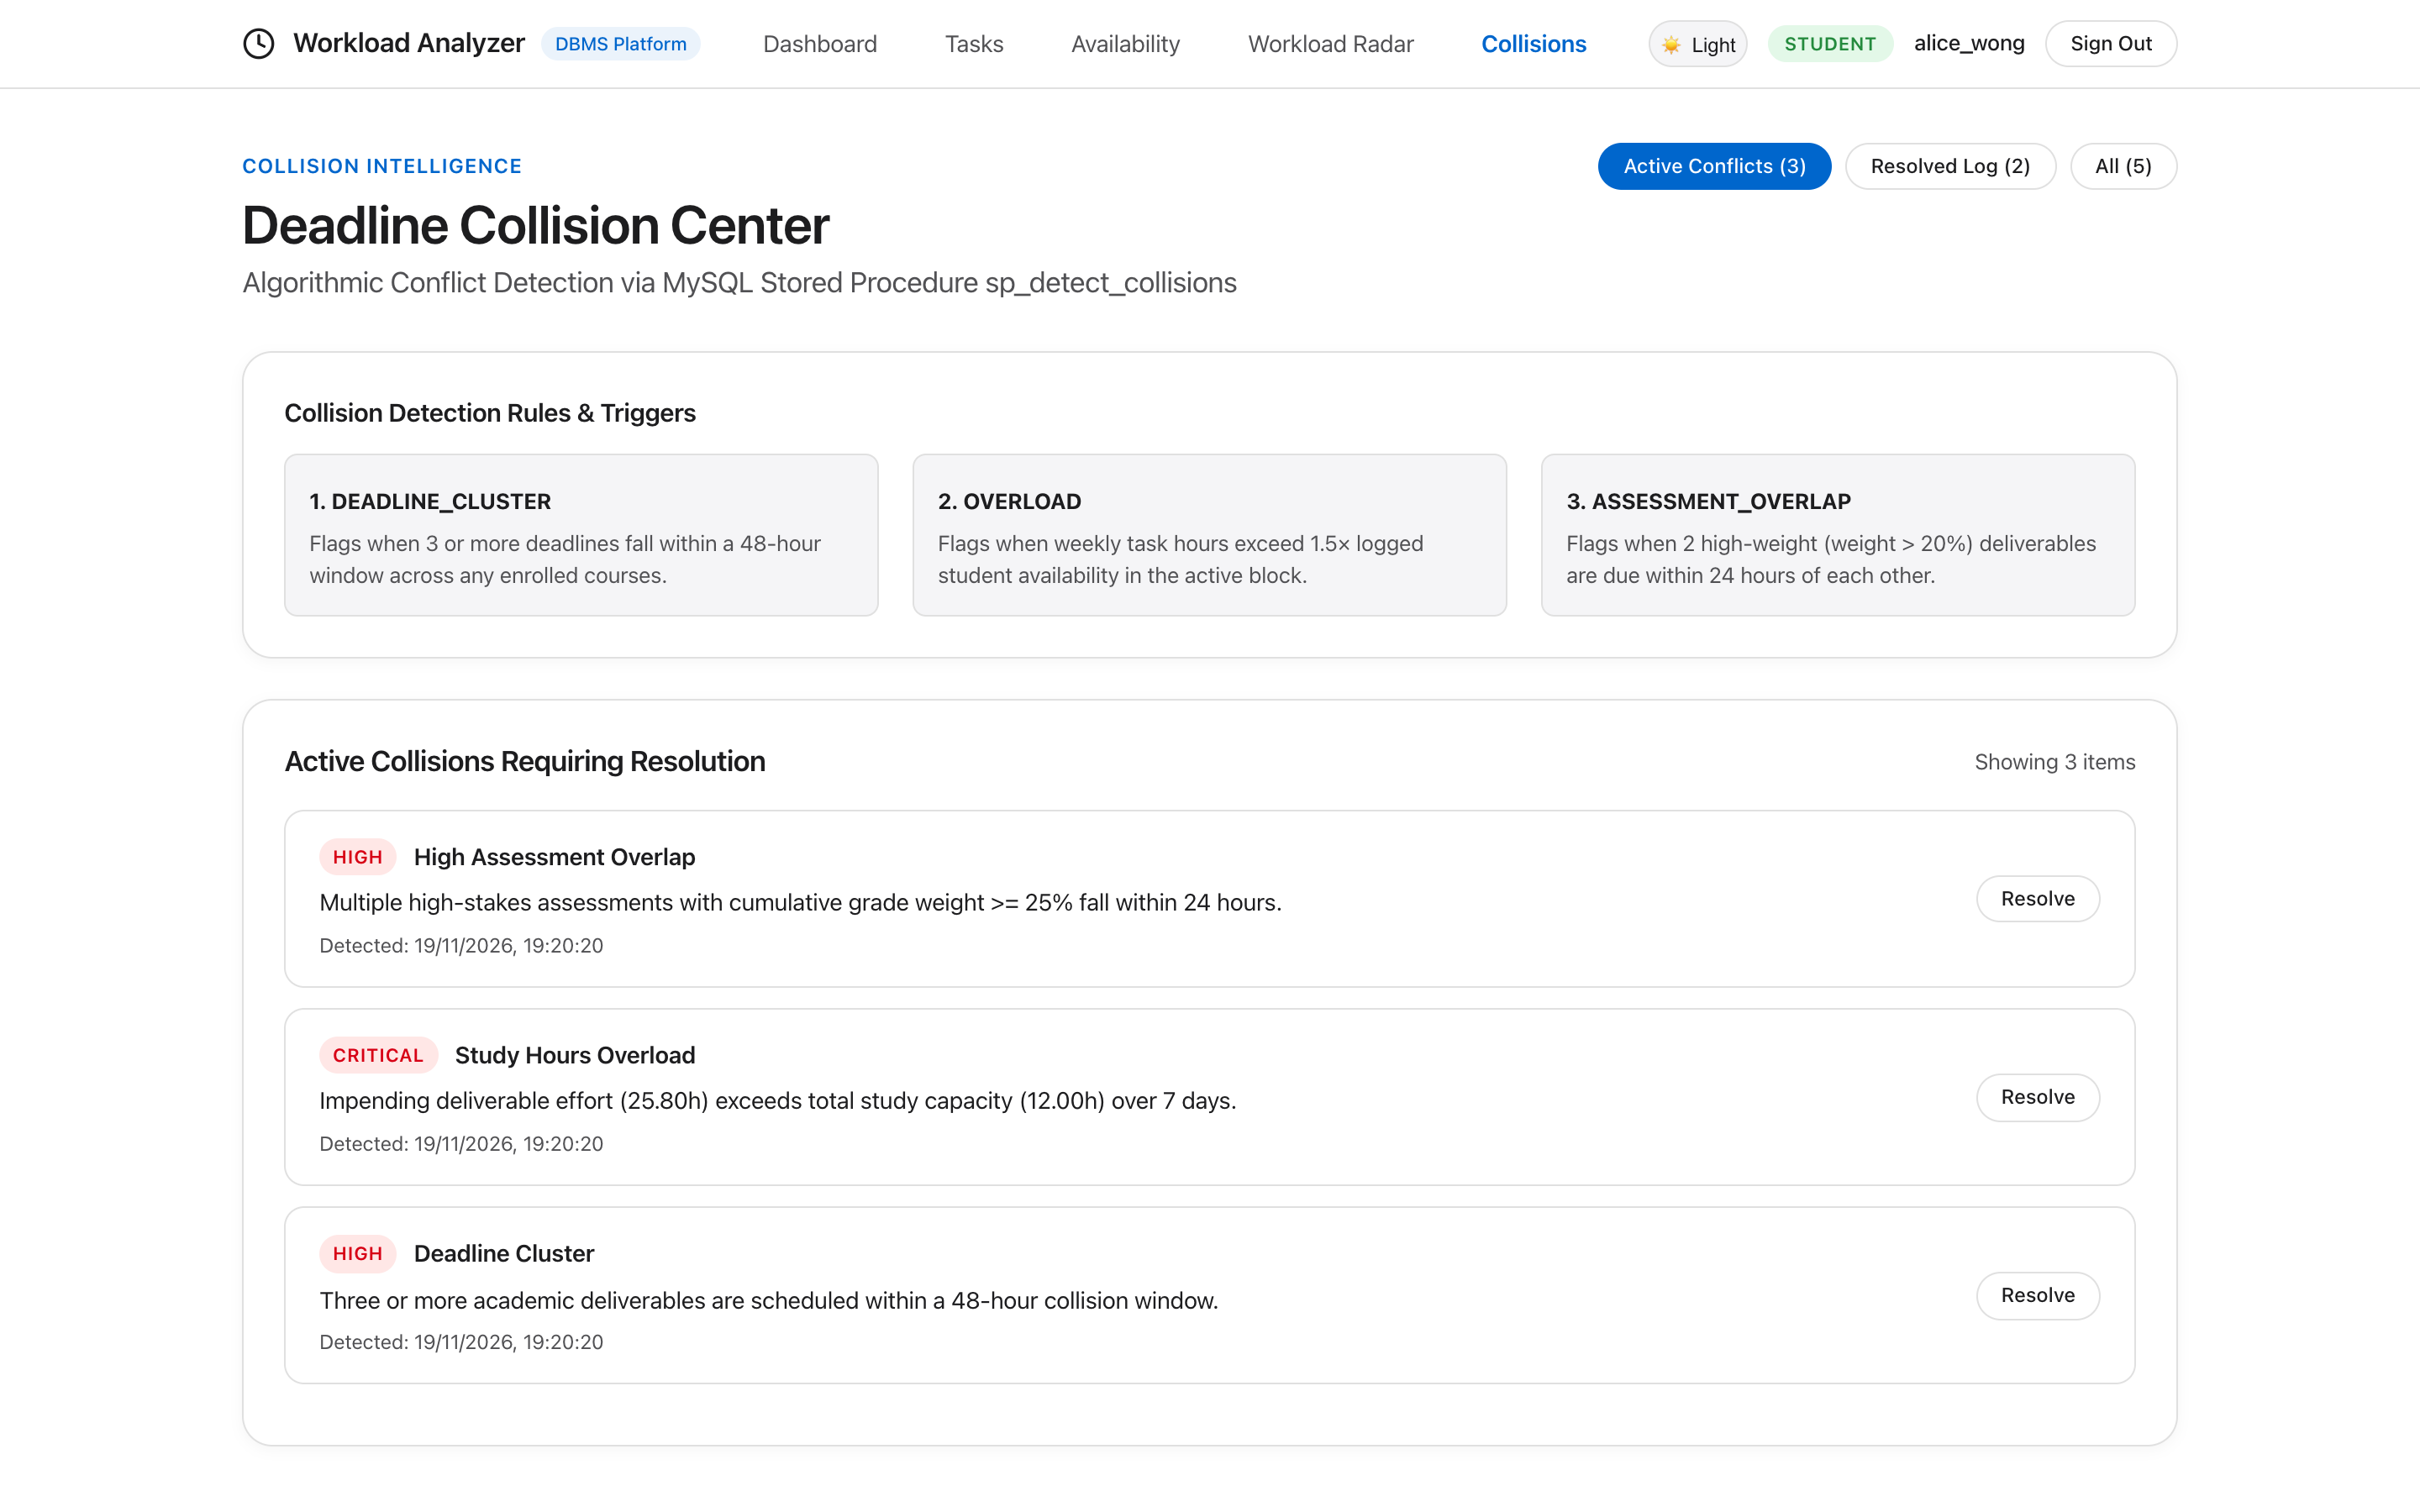 Workload Analyzer DBMS Platform Dashboard Tasks Availability Workload Radar Collisions Light STUDENT alice_wong Sign Out
COLLISION INTELLIGENCE
Active Conflicts (3) Resolved Log (2) All (5)
Deadline Collision Center
Algorithmic Conflict Detection via MySQL Stored Procedure sp_detect_collisions
Collision Detection Rules & Triggers
1. DEADLINE_CLUSTER
Flags when 3 or more deadlines fall within a 48-hour
window across any enrolled courses.
2. OVERLOAD
Flags when weekly task hours exceed 1.5× logged
student availability in the active block.
3. ASSESSMENT_OVERLAP
Flags when 2 high-weight (weight > 20%) deliverables
are due within 24 hours of each other.
Active Collisions Requiring Resolution
Showing 3 items
HIGH High Assessment Overlap
Multiple high-stakes assessments with cumulative grade weight >= 25% fall within 24 hours.
Detected: 19/11/2026, 19:20:20
Resolve
CRITICAL Study Hours Overload
Impending deliverable effort (25.80h) exceeds total study capacity (12.00h) over 7 days.
Detected: 19/11/2026, 19:20:20
Resolve
HIGH Deadline Cluster
Three or more academic deliverables are scheduled within a 48-hour collision window.
Detected: 19/11/2026, 19:20:20
Resolve